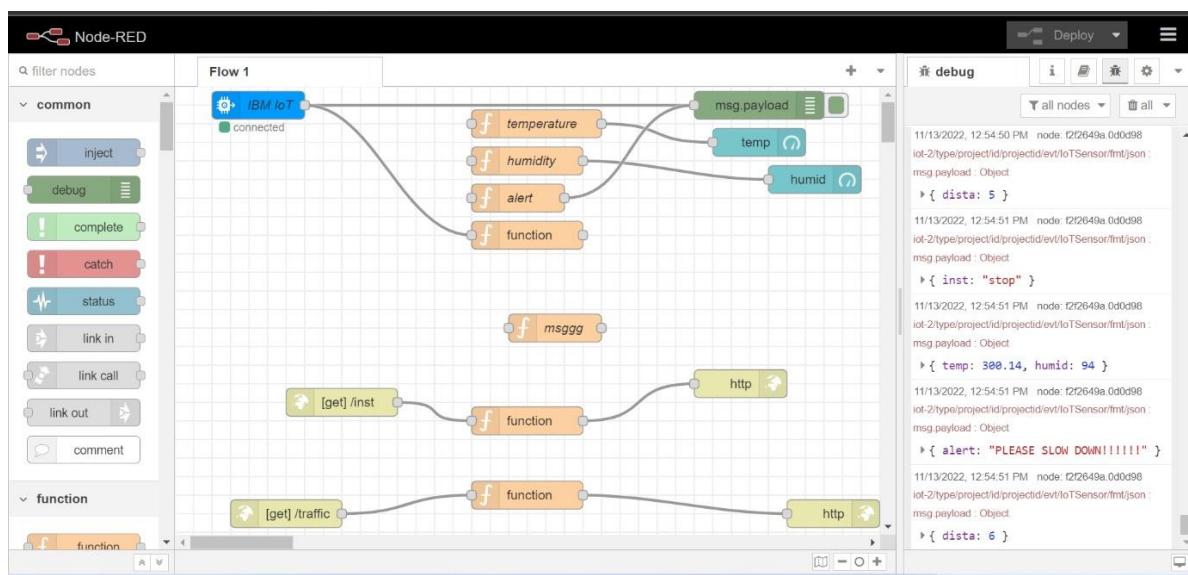 Node-RED
Deploy
filter nodes
Flow 1
debug
i
all nodes
all
common
inject
debug
complete
catch
status
link in
link call
link out
comment
function
function
IBM IoT
connected
temperature
humidity
alert
function
msg.payload
temp
humid
msggg
[get] /inst
function
http
[get] /traffic
function
http
11/13/2022, 12:54:50 PM node: f2f2649a.0d0d98
iot-2/type/project/id/projectid/evt/IoTSensor/fmt/json :
msg.payload : Object
{ dista: 5 }
11/13/2022, 12:54:51 PM node: f2f2649a.0d0d98
iot-2/type/project/id/projectid/evt/IoTSensor/fmt/json :
msg.payload : Object
{ inst: "stop" }
11/13/2022, 12:54:51 PM node: f2f2649a.0d0d98
iot-2/type/project/id/projectid/evt/IoTSensor/fmt/json :
msg.payload : Object
{ temp: 300.14, humid: 94 }
11/13/2022, 12:54:51 PM node: f2f2649a.0d0d98
iot-2/type/project/id/projectid/evt/IoTSensor/fmt/json :
msg.payload : Object
{ alert: "PLEASE SLOW DOWN!!!!!!" }
11/13/2022, 12:54:51 PM node: f2f2649a.0d0d98
iot-2/type/project/id/projectid/evt/IoTSensor/fmt/json :
msg.payload : Object
{ dista: 6 }